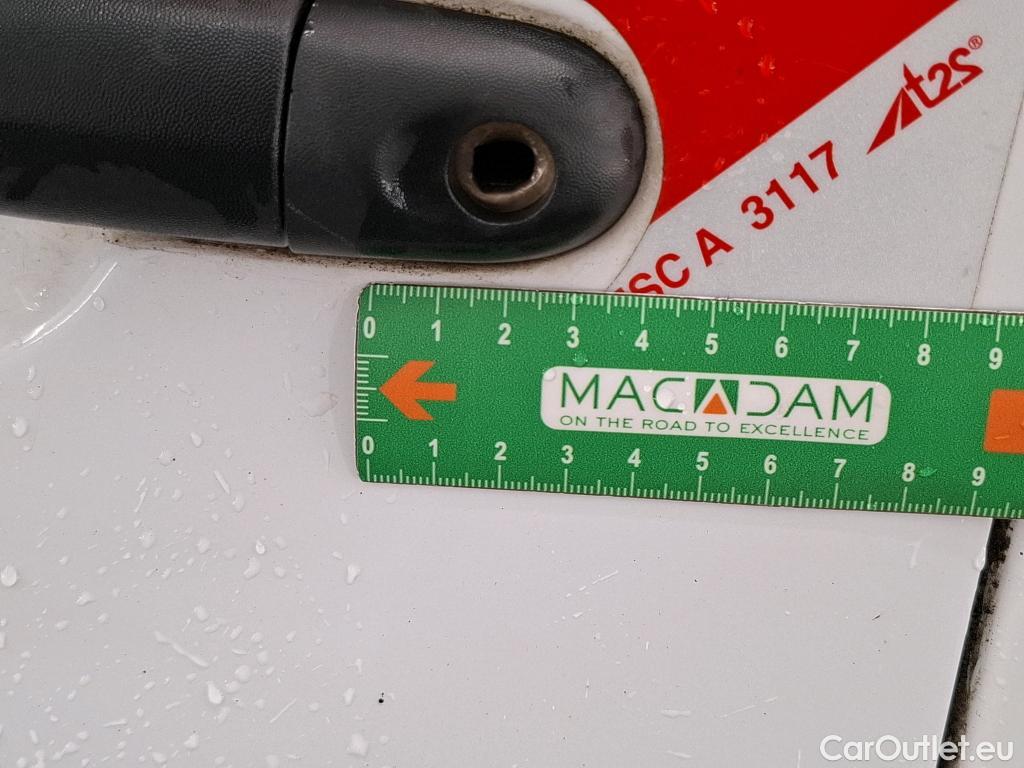 At2S®
SC A 3117
0 1 2 3 4 5 6 7 8 9
MACADAM
ON THE ROAD TO EXCELLENCE
0 1 2 3 4 5 6 7 8 9
CarOutlet.eu